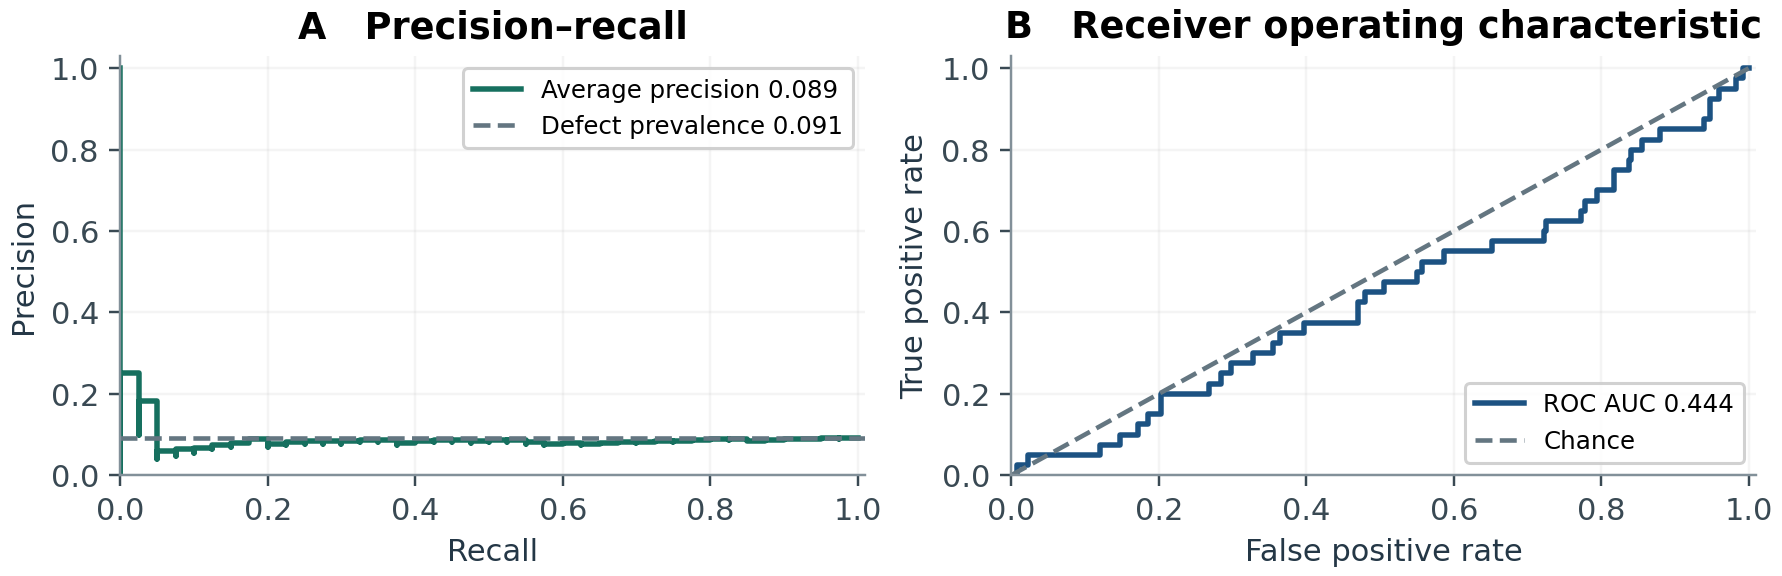 A Precision–recall
1.0
0.8
0.6
0.4
0.2
0.0
Precision
Average precision 0.089
Defect prevalence 0.091
0.0 0.2 0.4 0.6 0.8 1.0
Recall
B Receiver operating characteristic
1.0
0.8
0.6
0.4
0.2
0.0
True positive rate
ROC AUC 0.444
Chance
0.0 0.2 0.4 0.6 0.8 1.0
False positive rate